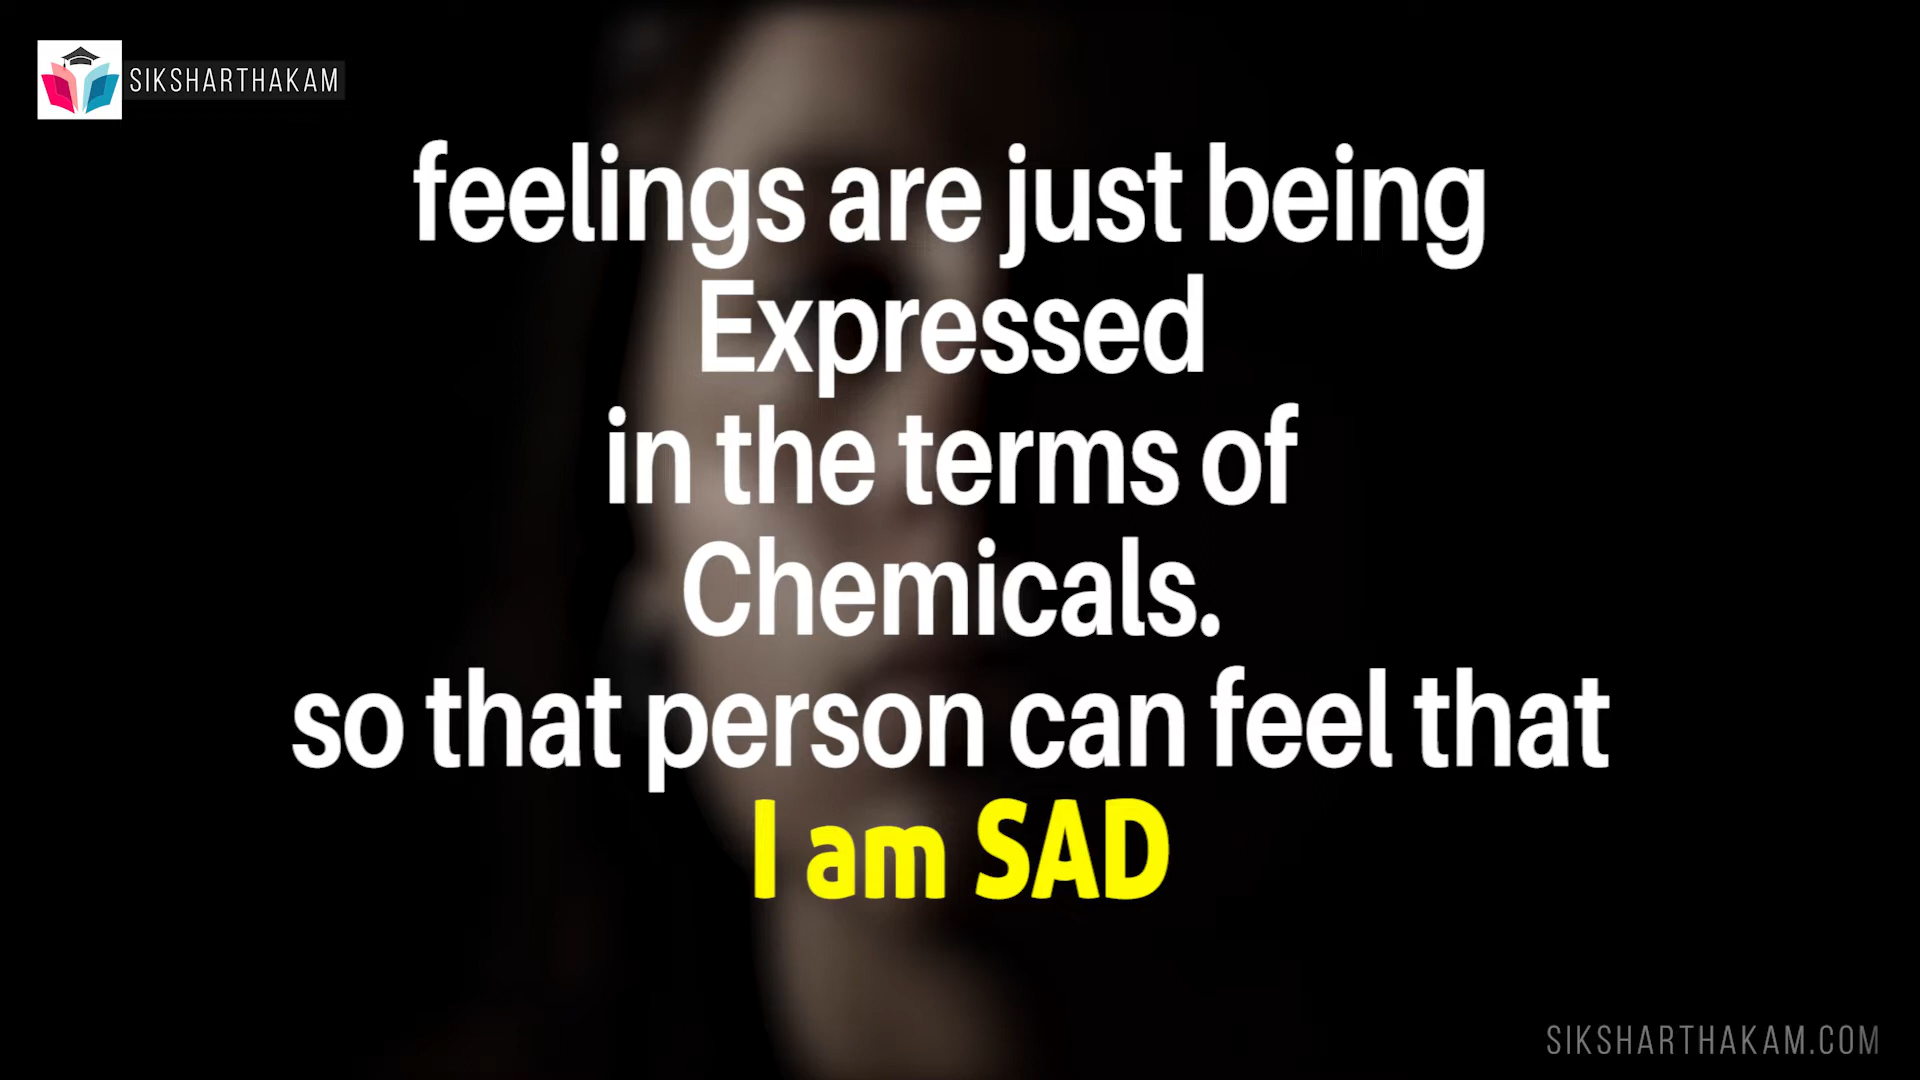 SIKSHARTHAKAM
feelings are just being
Expressed
in the terms of
Chemicals.
so that person can feel that
I am SAD
SIKSHARTHAKAM.COM